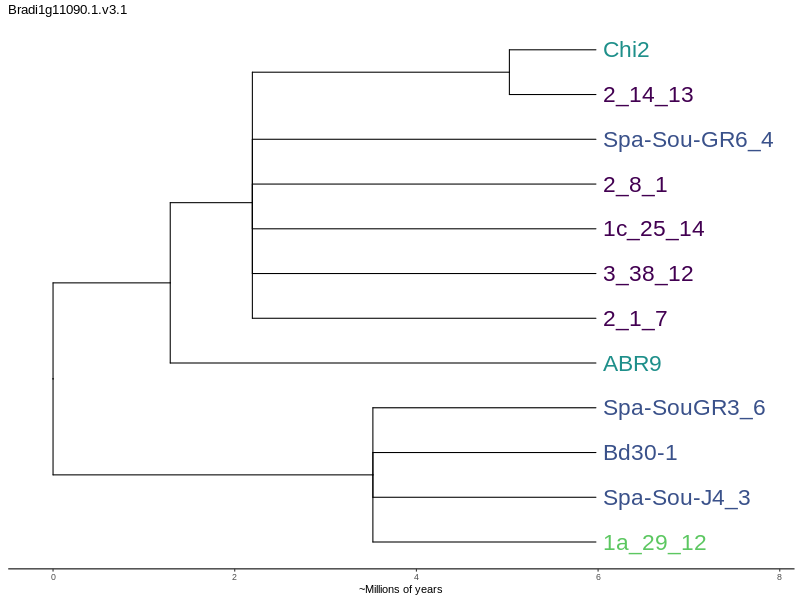 Bradi1g11090.1.v3.1
Chi2
2_14_13
Spa-Sou-GR6_4
2_8_1
1c_25_14
3_38_12
2_1_7
ABR9
Spa-SouGR3_6
Bd30-1
Spa-Sou-J4_3
1a_29_12
0 2 4 6 8
~Millions of years